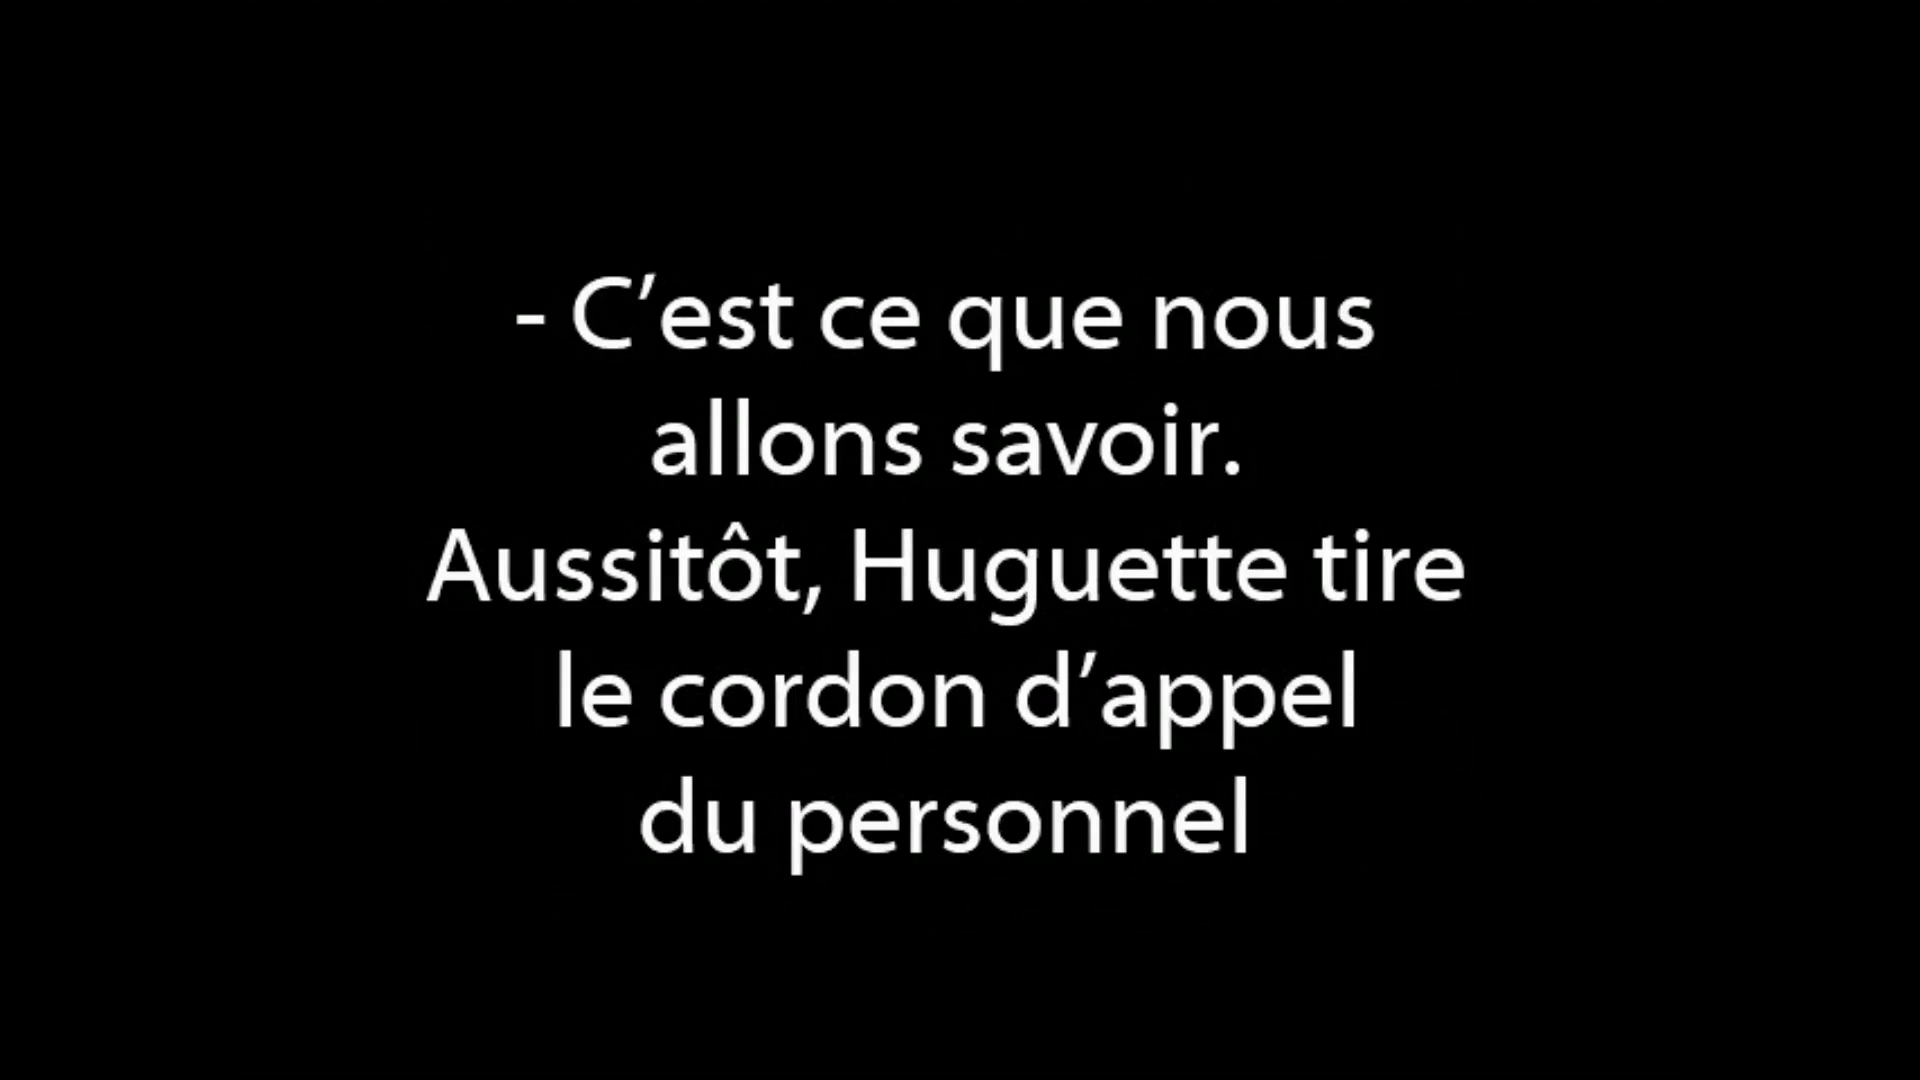 - C’est ce que nous
allons savoir.
Aussitôt, Huguette tire
le cordon d’appel
du personnel